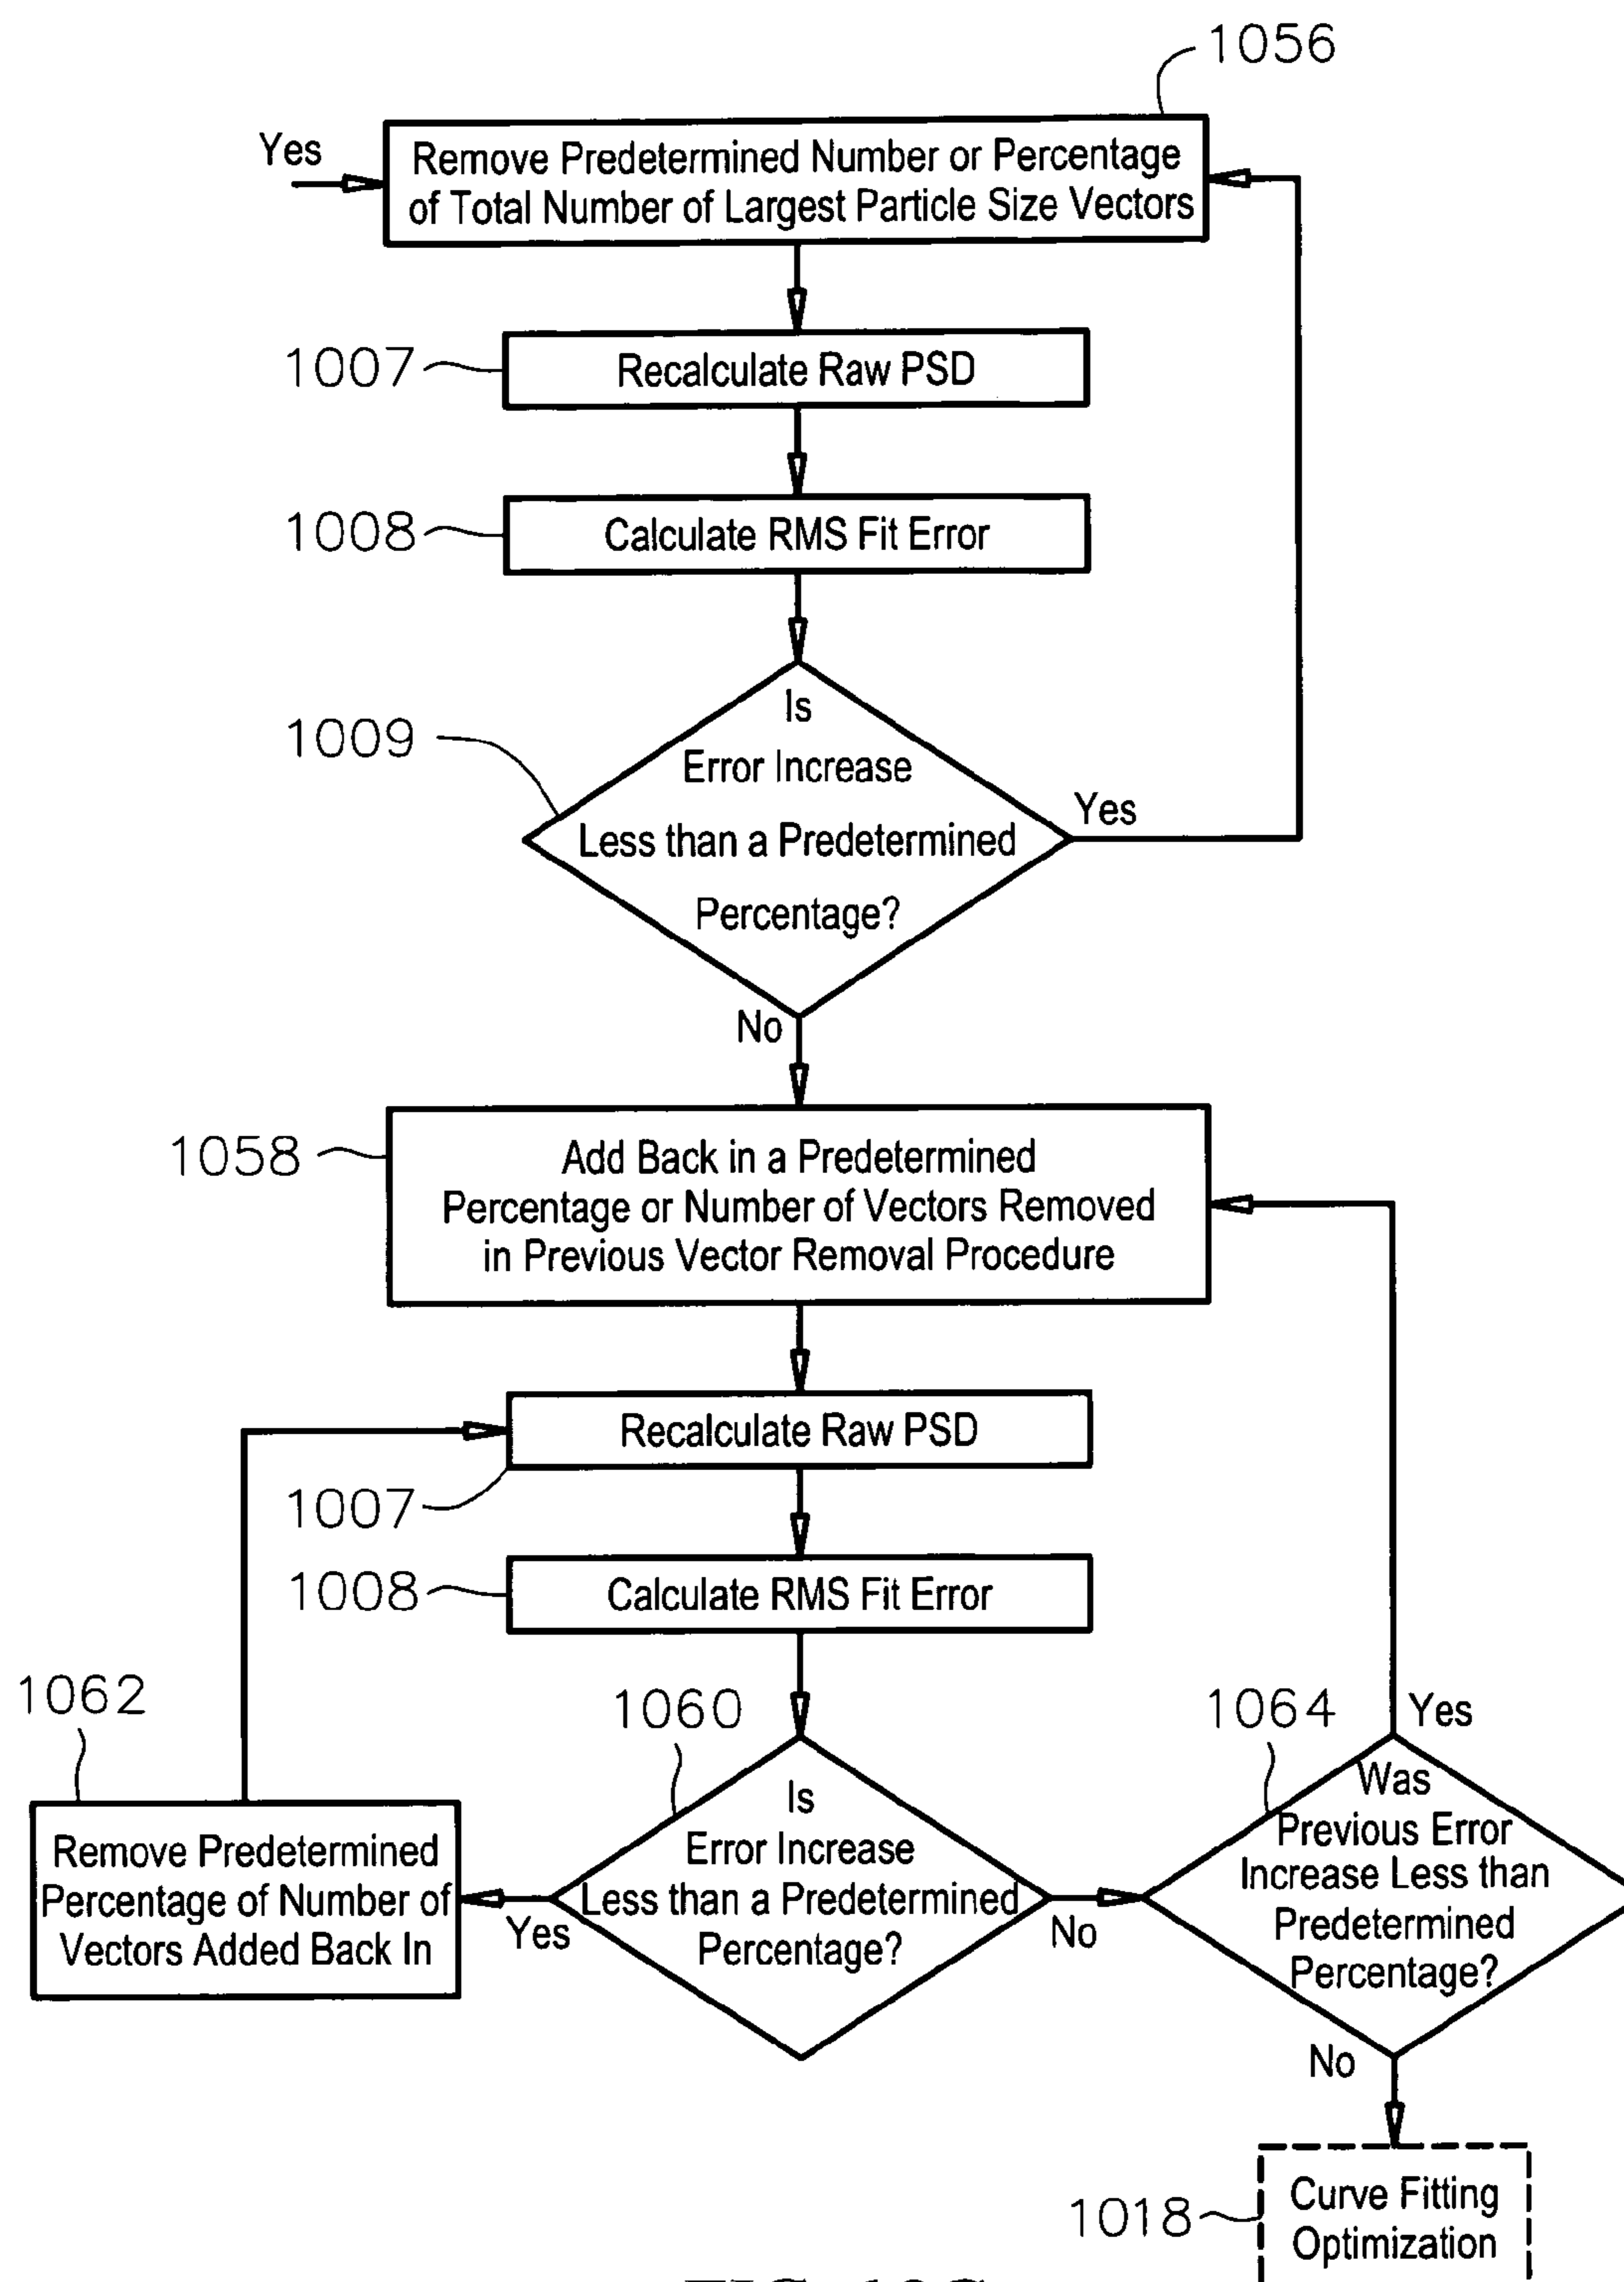 1056
Yes
Remove Predetermined Number or Percentage
of Total Number of Largest Particle Size Vectors
1007
Recalculate Raw PSD
1008
Calculate RMS Fit Error
1009
Is
Error Increase
Less than a Predetermined
Percentage?
Yes
No
1058
Add Back in a Predetermined
Percentage or Number of Vectors Removed
in Previous Vector Removal Procedure
Recalculate Raw PSD
1007
1008
Calculate RMS Fit Error
1062
Remove Predetermined
Percentage of Number of
Vectors Added Back In
Yes
1060
Is
Error Increase
Less than a Predetermined
Percentage?
No
1064
Yes
Was
Previous Error
Increase Less than
Predetermined
Percentage?
No
1018
Curve Fitting
Optimization